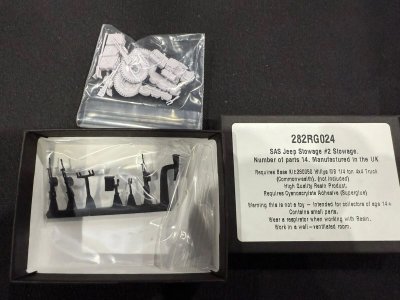 282RG024
SAS Jeep Stowage #2 Stowage.
Number of parts 14. Manufactured in the UK
Requires Base Kit 280050 Willys 1/4 ton. 4x4 Truck
(Commonwealth), (not included)
High Quality Resin Product.
Requires Cyanoacrylate Adhesive (Superglue)
Warning this is not a toy - Intended for collectors of age 14+
Contains small parts.
Wear a respirator when working with Resin.
Work in a well-ventilated room.